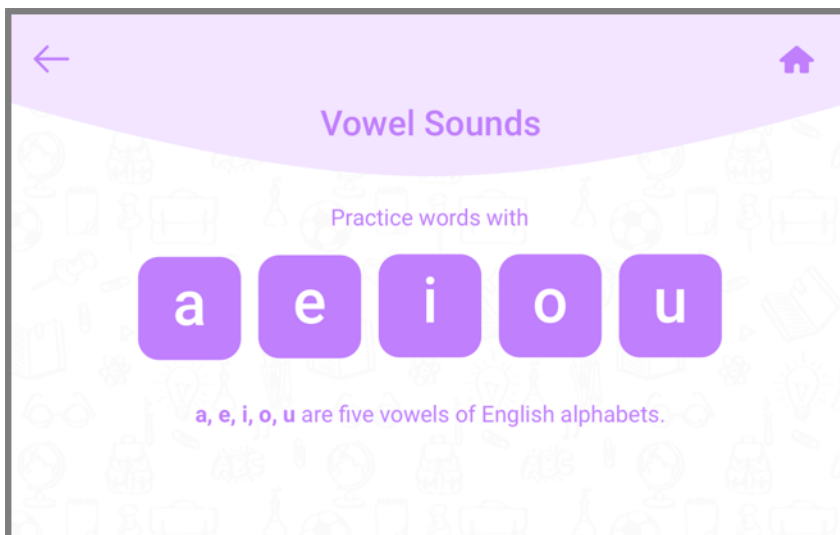 Vowel Sounds
Practice words with
a e i o u
a, e, i, o, u are five vowels of English alphabets.